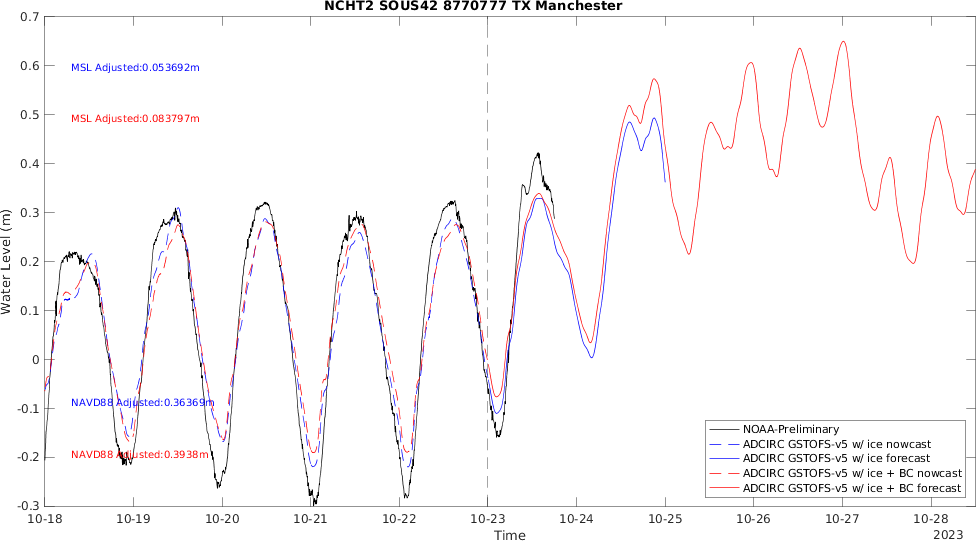 NCHT2 SOUS42 8770777 TX Manchester
0.7
0.6
0.5
0.4
0.3
0.2
0.1
0
-0.1
-0.2
-0.3
Water Level (m)
MSL Adjusted:0.053692m
MSL Adjusted:0.083797m
NAVD88 Adjusted:0.36369m
NAVD88 Adjusted:0.3938m
NOAA-Preliminary
ADCIRC GSTOFS-v5 w/ ice nowcast
ADCIRC GSTOFS-v5 w/ ice forecast
ADCIRC GSTOFS-v5 w/ ice + BC nowcast
ADCIRC GSTOFS-v5 w/ ice + BC forecast
10-18 10-19 10-20 10-21 10-22 10-23 10-24 10-25 10-26 10-27 10-28
Time
2023